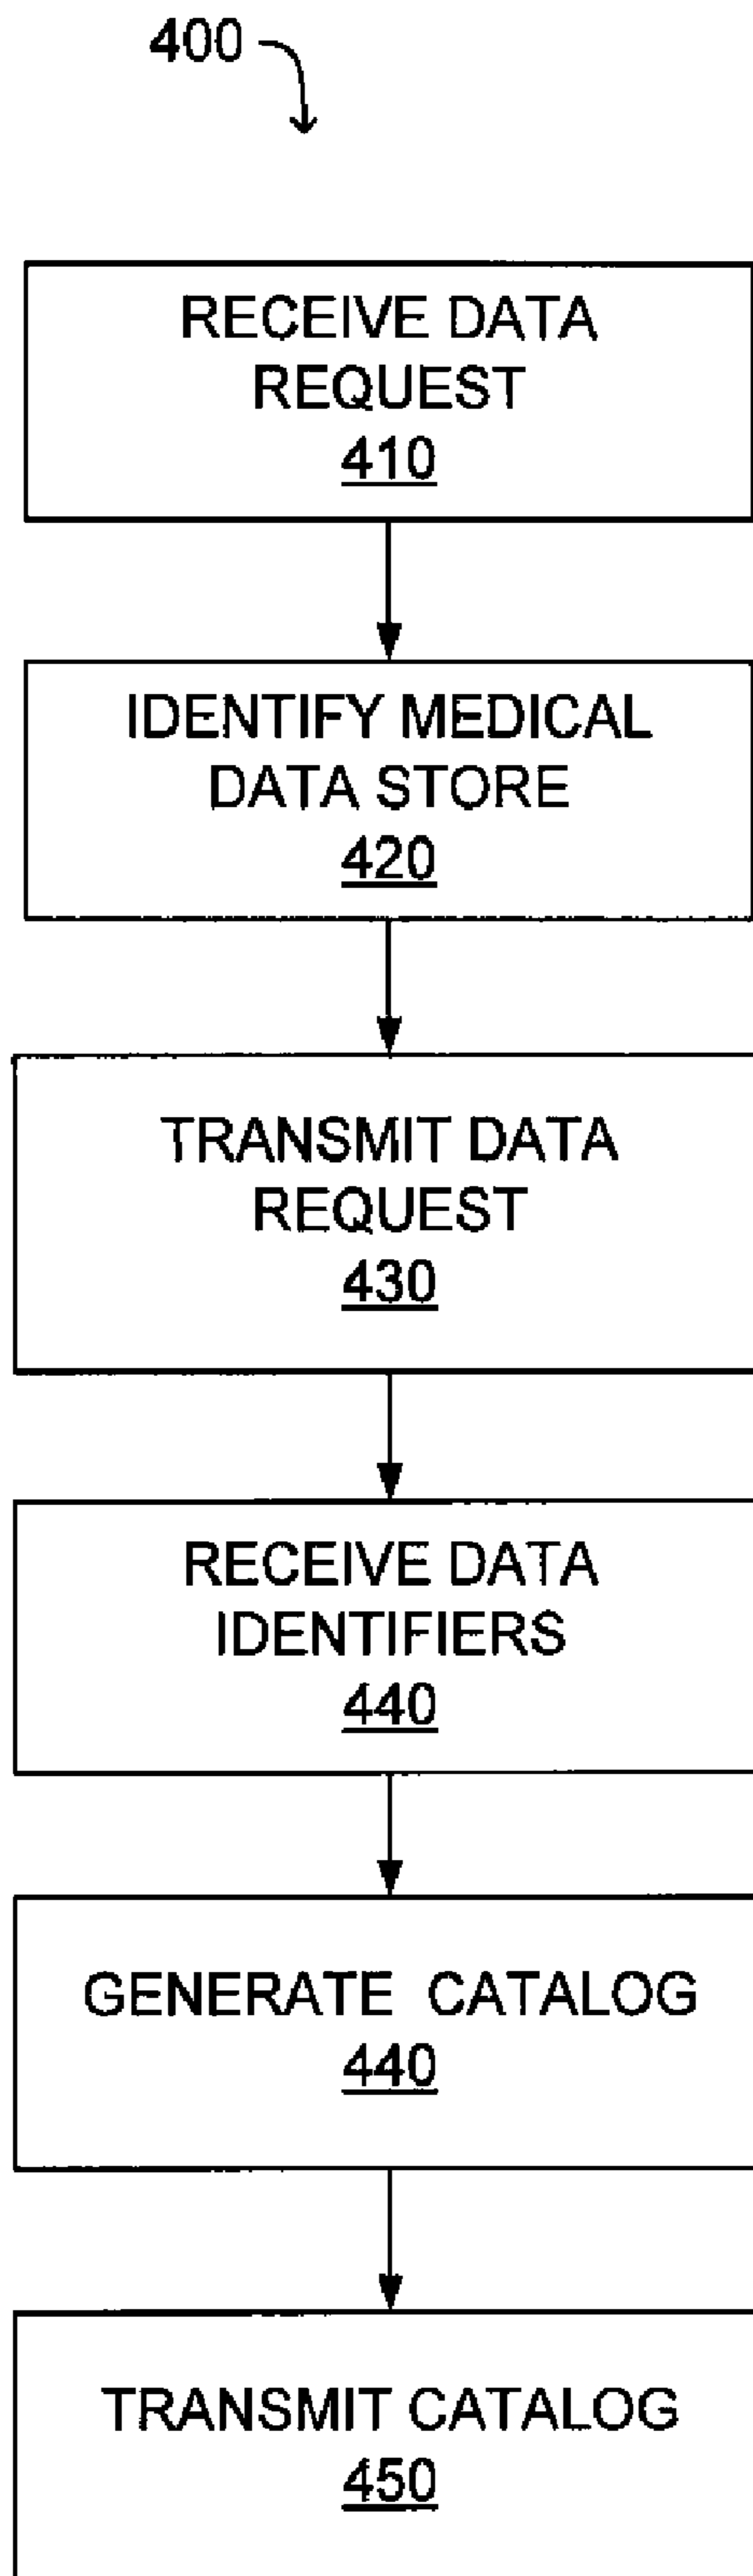 400
RECEIVE DATA
REQUEST
410
IDENTIFY MEDICAL
DATA STORE
420
TRANSMIT DATA
REQUEST
430
RECEIVE DATA
IDENTIFIERS
440
GENERATE CATALOG
440
TRANSMIT CATALOG
450